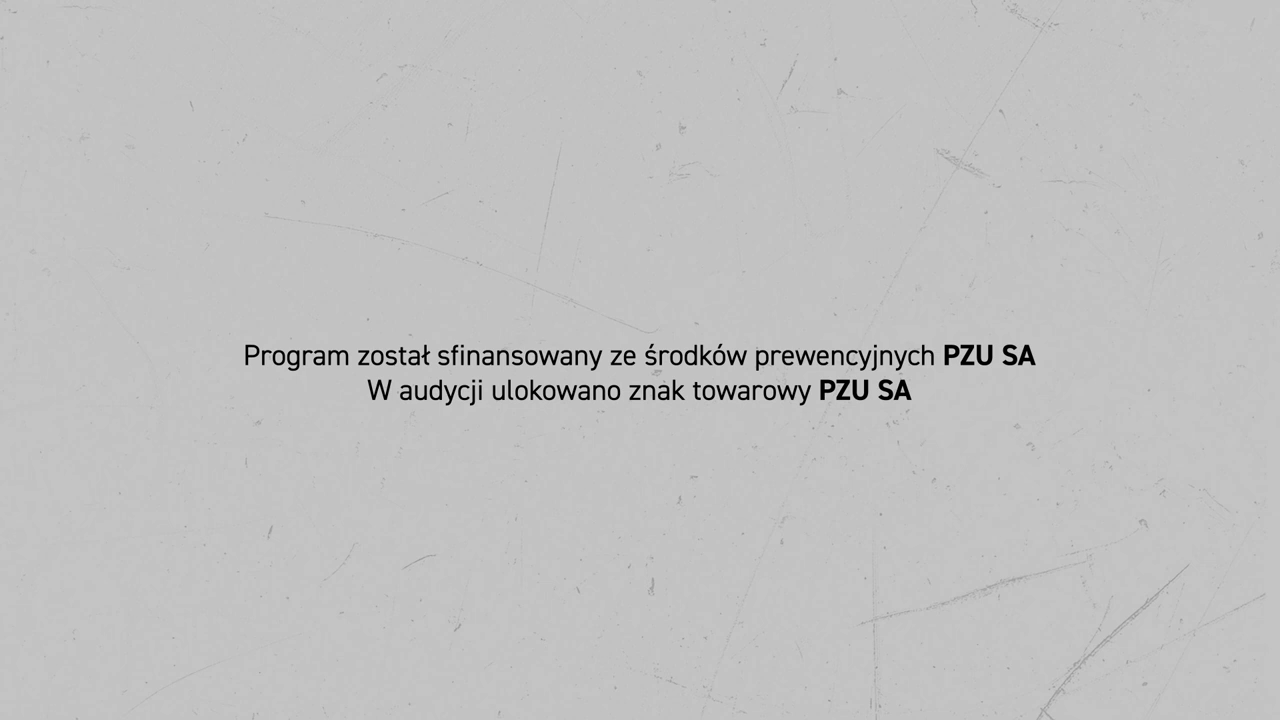 Program został sfinansowany ze środków prewencyjnych PZU SA
W audycji ulokowano znak towarowy PZU SA